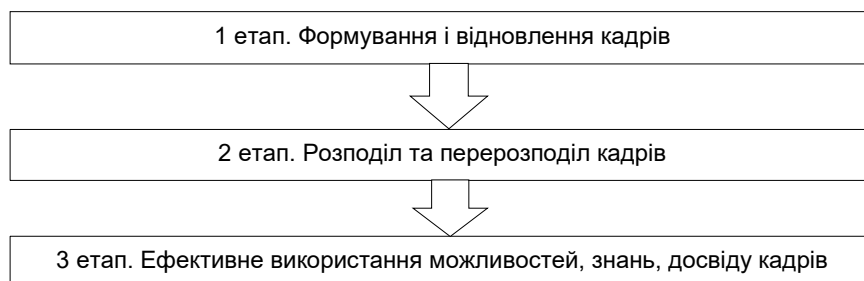 1 етап. Формування і відновлення кадрів
2 етап. Розподіл та перерозподіл кадрів
3 етап. Ефективне використання можливостей, знань, досвіду кадрів